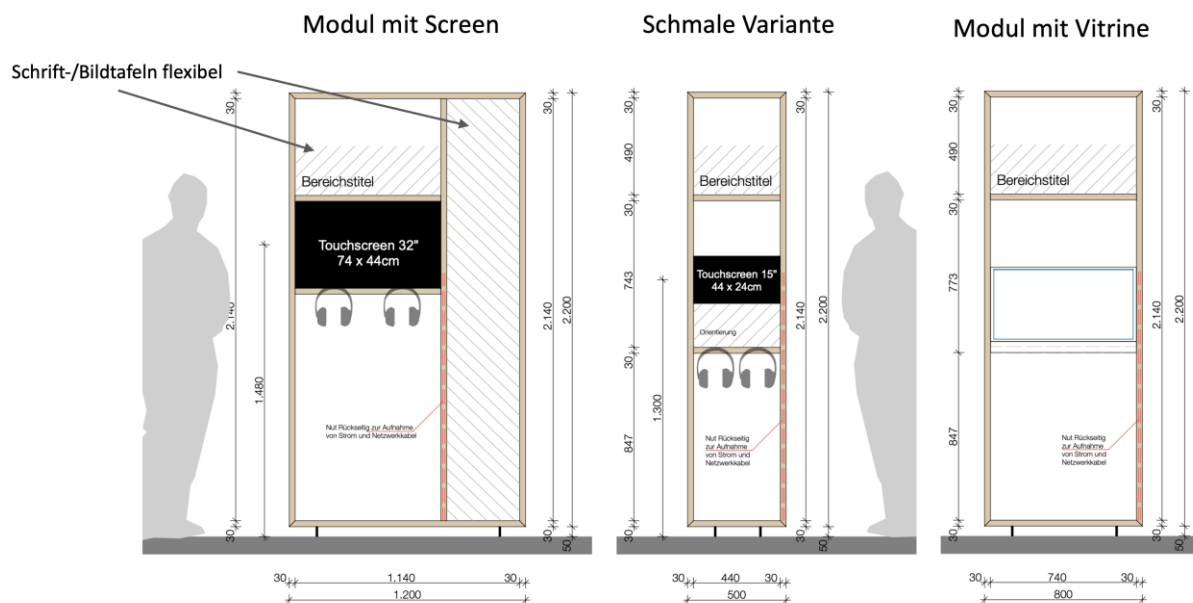 Modul mit Screen
Schmale Variante
Modul mit Vitrine
Schrift-/Bildtafeln flexibel
30
2.140
30
1.480
Bereichstitel
Touchscreen 32"
74 x 44cm
Nut Rückseitig zur Aufnahme
von Strom und Netzwerkkabel
30
2.140
30
2.200
50
30
1.140
30
1.200
30
490
30
743
30
847
30
1.300
Bereichstitel
Touchscreen 15"
44 x 24cm
Orientierung
Nut Rückseitig
zur Aufnahme
von Strom und
Netzwerkkabel
30
2.140
30
2.200
50
30
440
30
500
30
490
30
773
847
30
Bereichstitel
Nut Rückseitig
zur Aufnahme
von Strom und
Netzwerkkabel
30
2.140
30
2.200
50
30
740
30
800